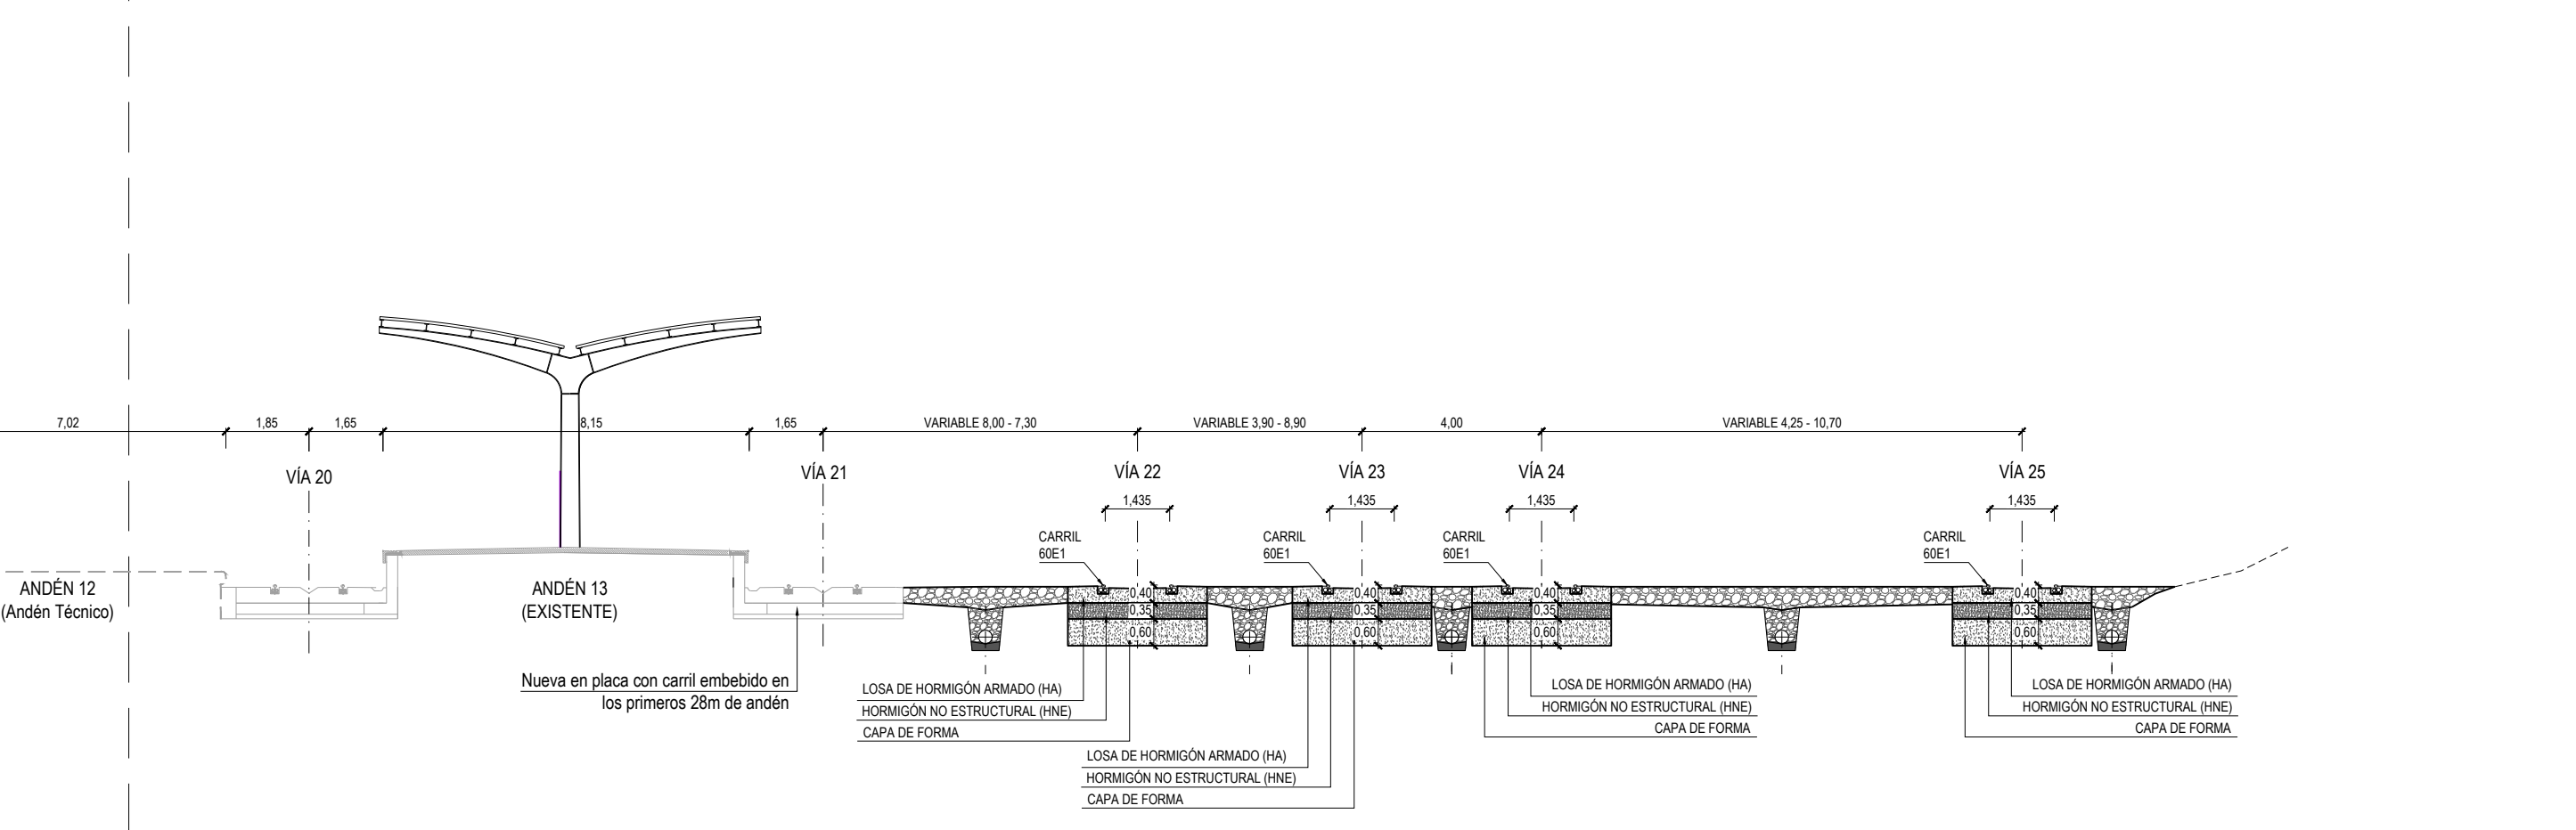 7,02
1,85
1,65
8,15
1,65
VARIABLE 8,00 - 7,30
VARIABLE 3,90 - 8,90
4,00
VARIABLE 4,25 - 10,70
VÍA 20
VÍA 21
VÍA 22
VÍA 23
VÍA 24
VÍA 25
1,435
1,435
1,435
1,435
CARRIL
60E1
CARRIL
60E1
CARRIL
60E1
CARRIL
60E1
ANDÉN 12
(Andén Técnico)
ANDÉN 13
(EXISTENTE)
0,40
0,35
0,60
0,40
0,35
0,60
0,40
0,35
0,60
0,40
0,35
0,60
Nueva en placa con carril embebido en
los primeros 28m de andén
LOSA DE HORMIGÓN ARMADO (HA)
HORMIGÓN NO ESTRUCTURAL (HNE)
CAPA DE FORMA
LOSA DE HORMIGÓN ARMADO (HA)
HORMIGÓN NO ESTRUCTURAL (HNE)
CAPA DE FORMA
LOSA DE HORMIGÓN ARMADO (HA)
HORMIGÓN NO ESTRUCTURAL (HNE)
CAPA DE FORMA
LOSA DE HORMIGÓN ARMADO (HA)
HORMIGÓN NO ESTRUCTURAL (HNE)
CAPA DE FORMA